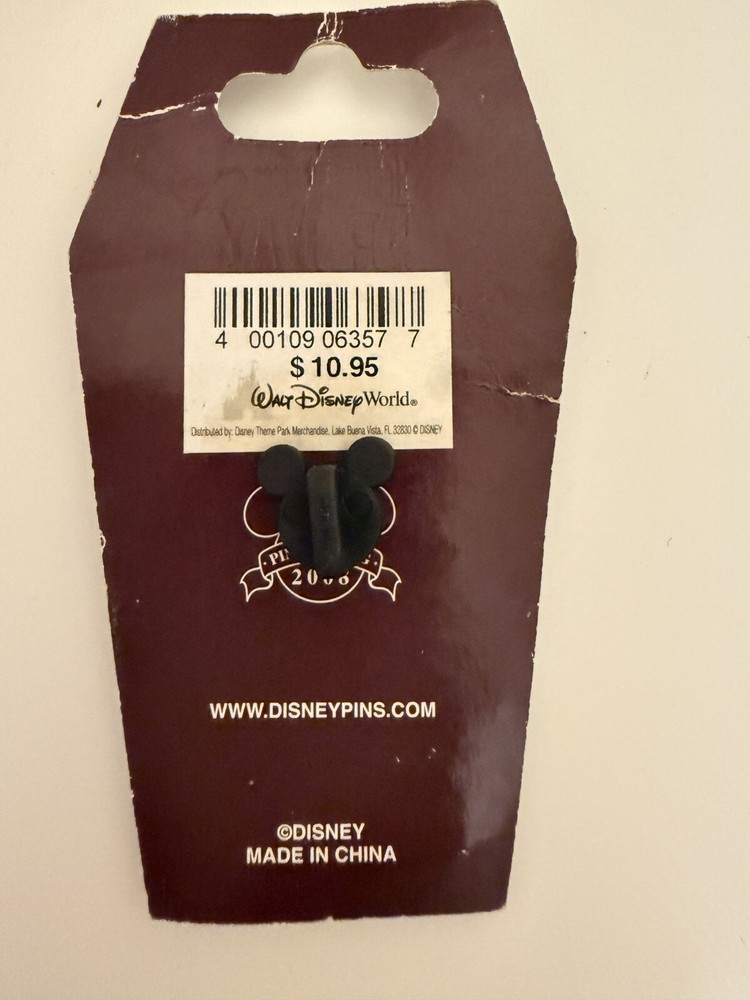 4 00109 06357 7
$ 10.95
WALT DISNEY World®
Distributed by: Disney Theme Park Merchandise, Lake Buena Vista, FL 32830 © DISNEY
2008
WWW.DISNEYPINS.COM
©DISNEY
MADE IN CHINA